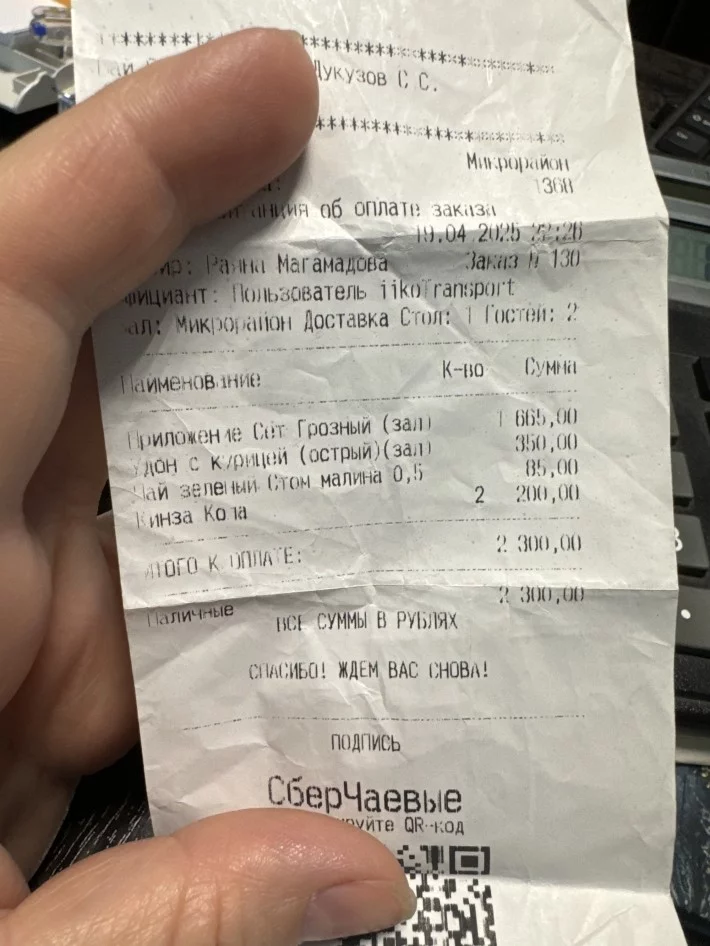 ************************************
Дукузов С.С.
************************
Микрорайон
1368
об оплате заказа
19.04.2025 22:26
Магамадова Заказ № 130
Пользователь iikoTransport
Микрорайон Доставка Стол: 1 Гостей: 2
Наименование К-во Сумма
Приложение Сет Грозный (зал) 1 665,00
Удон с курицей (острый)(зал) 350,00
Чай зеленый Стом малина 0,5 85,00
Кинза Кола 2 200,00
ИТОГО К ОПЛАТЕ: 2 300,00
Наличные 2 300,00
ВСЕ СУММЫ В РУБЛЯХ
СПАСИБО! ЖДЕМ ВАС СНОВА!
ПОДПИСЬ
СберЧаевые
QR-код